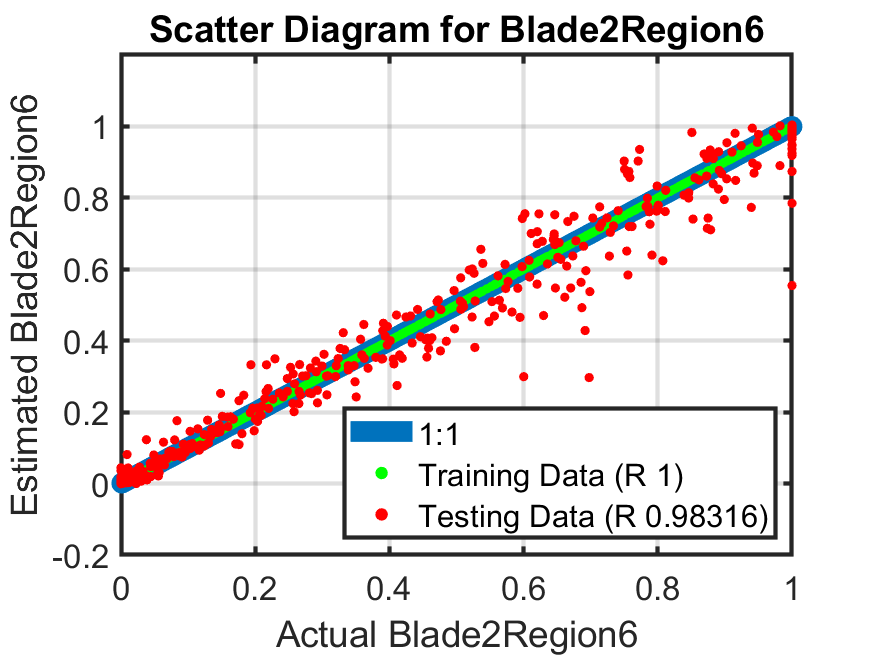 Scatter Diagram for Blade2Region6
Estimated Blade2Region6
1
0.8
0.6
0.4
0.2
0
-0.2
1:1
Training Data (R 1)
Testing Data (R 0.98316)
0 0.2 0.4 0.6 0.8 1
Actual Blade2Region6